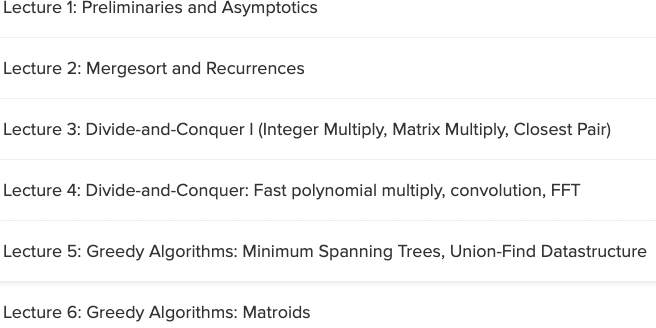 Lecture 1: Preliminaries and Asymptotics
Lecture 2: Mergesort and Recurrences
Lecture 3: Divide-and-Conquer I (Integer Multiply, Matrix Multiply, Closest Pair)
Lecture 4: Divide-and-Conquer: Fast polynomial multiply, convolution, FFT
Lecture 5: Greedy Algorithms: Minimum Spanning Trees, Union-Find Datastructure
Lecture 6: Greedy Algorithms: Matroids